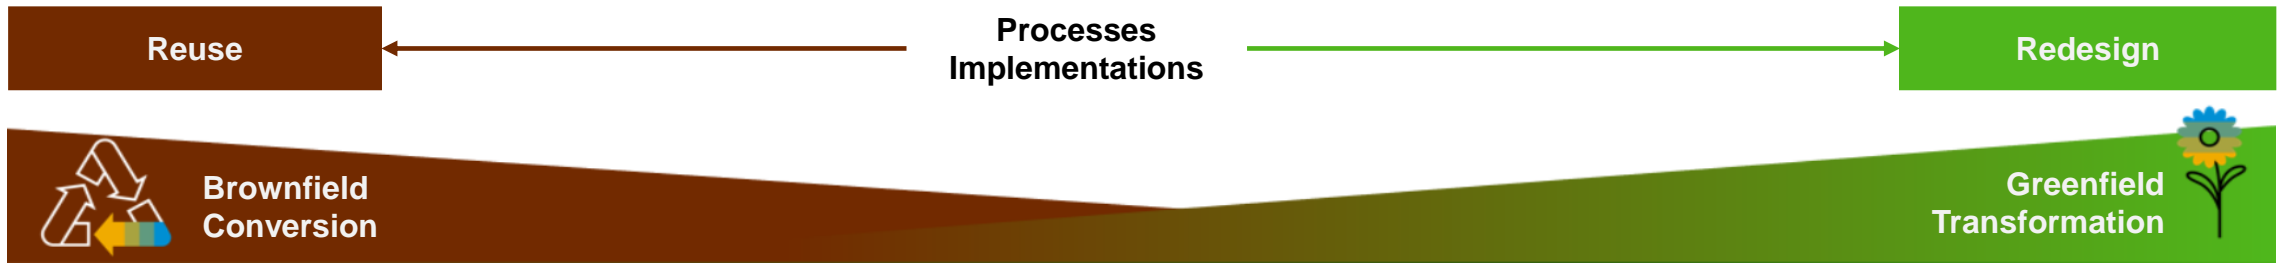 Reuse
Processes
Implementations
Redesign
Brownfield
Conversion
Greenfield
Transformation